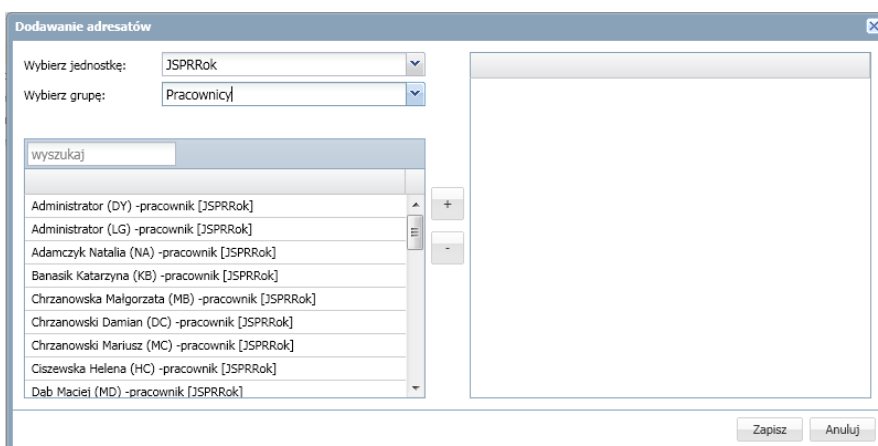 Dodawanie adresatów
Wybierz jednostkę: JSPRRok
Wybierz grupę: Pracownicy
wyszukaj
Administrator (DY) -pracownik [JSPRRok]
Administrator (LG) -pracownik [JSPRRok]
Adamczyk Natalia (NA) -pracownik [JSPRRok]
Banasik Katarzyna (KB) -pracownik [JSPRRok]
Chrzanowska Małgorzata (MB) -pracownik [JSPRRok]
Chrzanowski Damian (DC) -pracownik [JSPRRok]
Chrzanowski Mariusz (MC) -pracownik [JSPRRok]
Ciszewska Helena (HC) -pracownik [JSPRRok]
Dąb Maciej (MD) -pracownik [JSPRRok]
+
-
Zapisz Anuluj